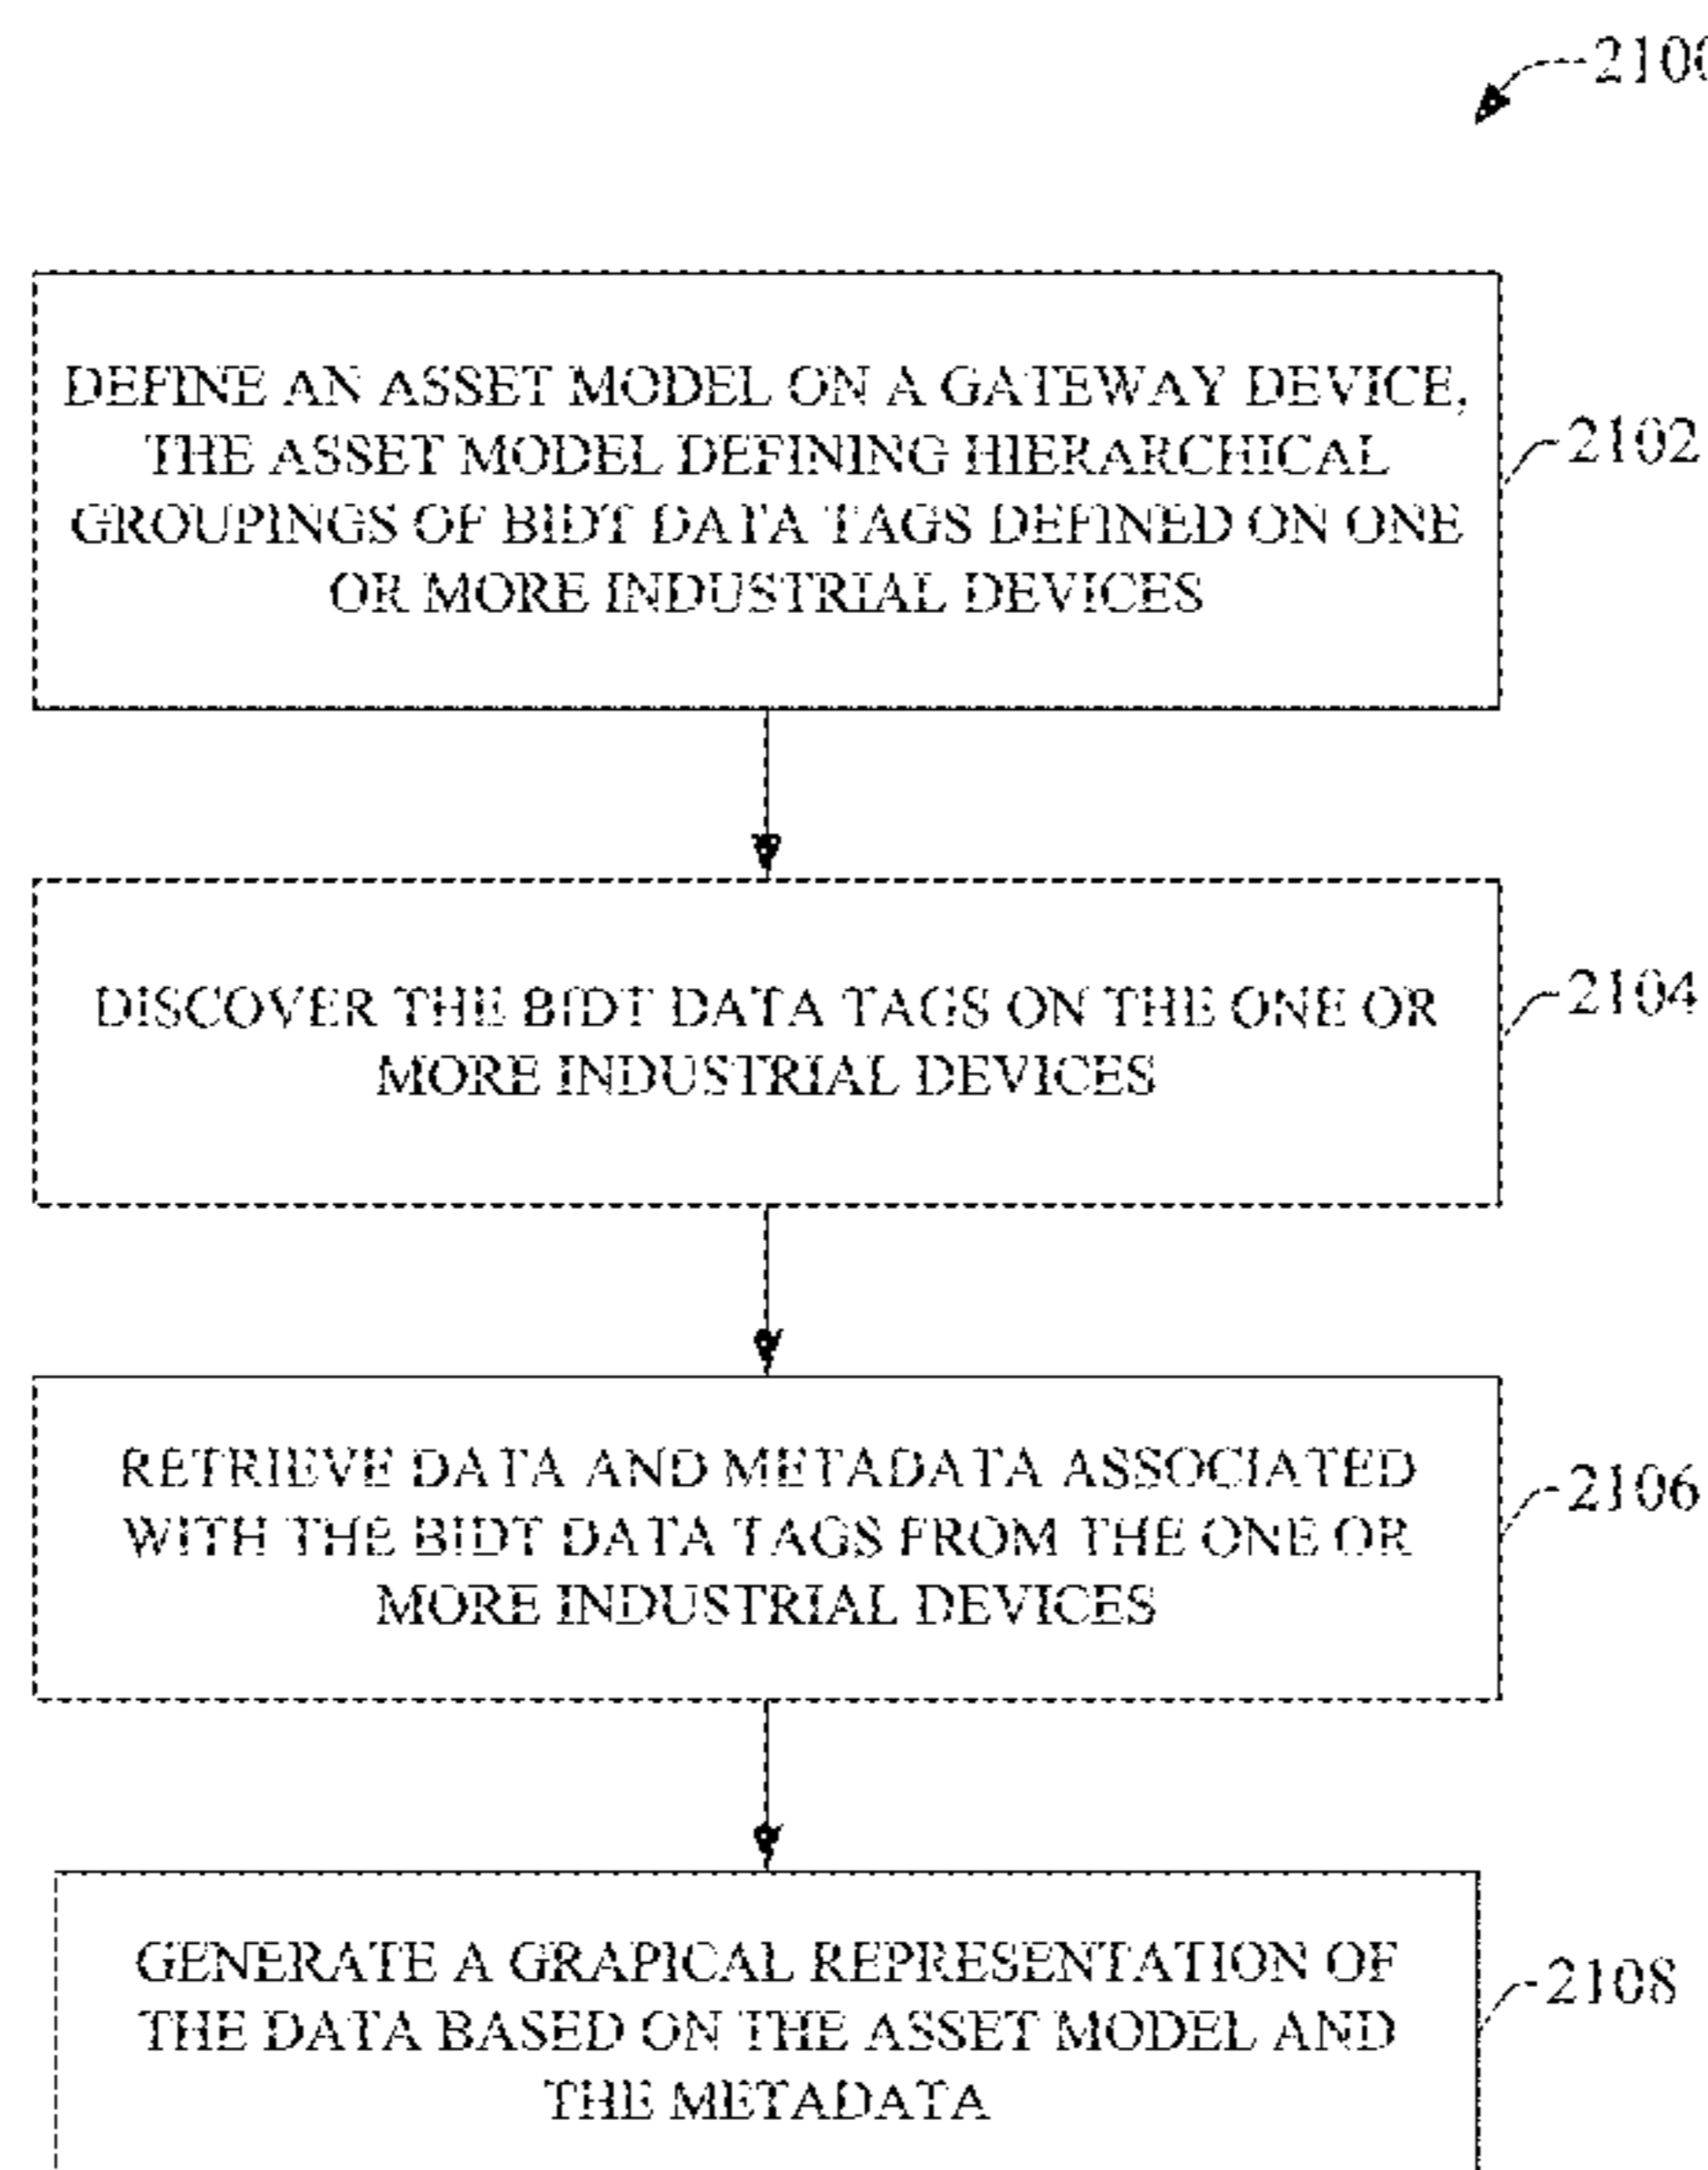 2100
DEFINE AN ASSET MODEL ON A GATEWAY DEVICE,
THE ASSET MODEL DEFINING HIERARCHICAL
GROUPINGS OF BIDT DATA TAGS DEFINED ON ONE
OR MORE INDUSTRIAL DEVICES
2102
DISCOVER THE BIDT DATA TAGS ON THE ONE OR
MORE INDUSTRIAL DEVICES
2104
RETRIEVE DATA AND METADATA ASSOCIATED
WITH THE BIDT DATA TAGS FROM THE ONE OR
MORE INDUSTRIAL DEVICES
2106
GENERATE A GRAPICAL REPRESENTATION OF
THE DATA BASED ON THE ASSET MODEL AND
THE METADATA
2108